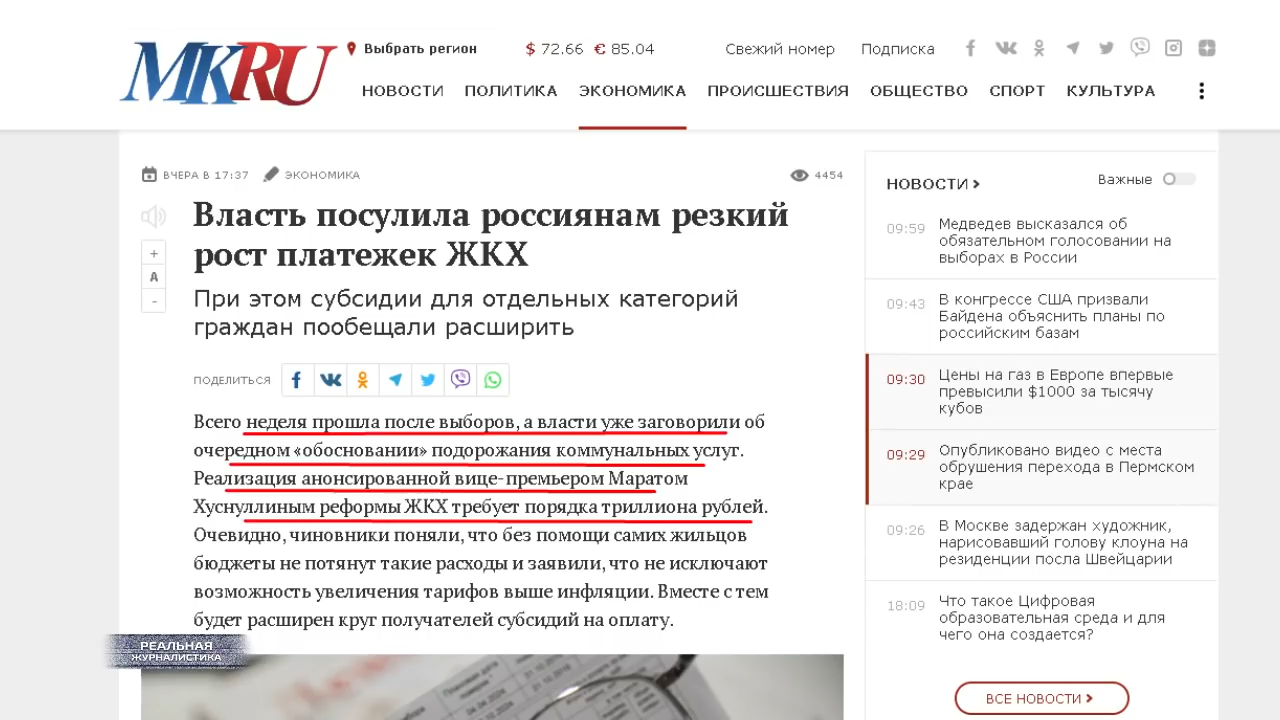 MKRU
Выбрать регион
$ 72.66 € 85.04
Свежий номер
Подписка
НОВОСТИ ПОЛИТИКА ЭКОНОМИКА ПРОИСШЕСТВИЯ ОБЩЕСТВО СПОРТ КУЛЬТУРА
ВЧЕРА В 17:37 ЭКОНОМИКА
4454
Власть посулила россиянам резкий
рост платежек ЖКХ
При этом субсидии для отдельных категорий
граждан пообещали расширить
+
А
-
ПОДЕЛИТЬСЯ
Всего неделя прошла после выборов, а власти уже заговорили об
очередном «обосновании» подорожания коммунальных услуг.
Реализация анонсированной вице-премьером Маратом
Хуснуллиным реформы ЖКХ требует порядка триллиона рублей.
Очевидно, чиновники поняли, что без помощи самих жильцов
бюджеты не потянут такие расходы и заявили, что не исключают
возможность увеличения тарифов выше инфляции. Вместе с тем
будет расширен круг получателей субсидий на оплату.
РЕАЛЬНАЯ
ЖУРНАЛИСТИКА
НОВОСТИ
Важные
09:59 Медведев высказался об
обязательном голосовании на
выборах в России
09:43 В конгрессе США призвали
Байдена объяснить планы по
российским базам
09:30 Цены на газ в Европе впервые
превысили $1000 за тысячу
кубов
09:29 Опубликовано видео с места
обрушения перехода в Пермском
крае
09:26 В Москве задержан художник,
нарисовавший голову клоуна на
резиденции посла Швейцарии
18:09 Что такое Цифровая
образовательная среда и для
чего она создается?
ВСЕ НОВОСТИ